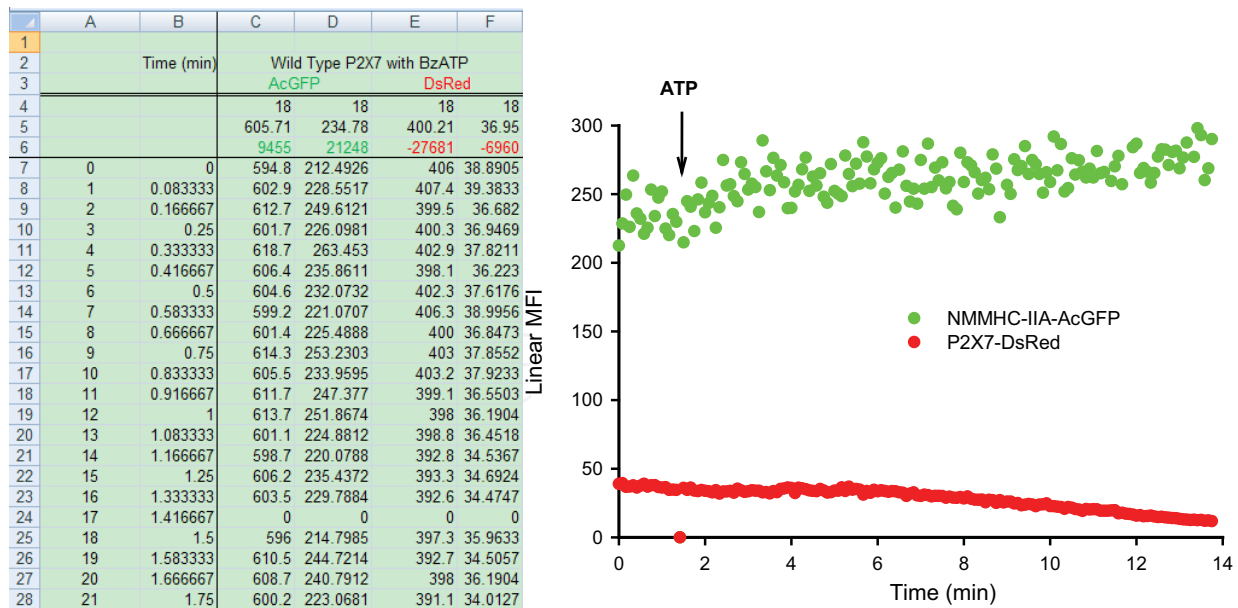 A B C D E F
1
2 Time (min) Wild Type P2X7 with BzATP
3 AcGFP DsRed
4 18 18 18 18
5 605.71 234.78 400.21 36.95
6 9455 21248 -27681 -6960
7 0 0 594.8 212.4926 406 38.8905
8 1 0.083333 602.9 228.5517 407.4 39.3833
9 2 0.166667 612.7 249.6121 399.5 36.682
10 3 0.25 601.7 226.0981 400.3 36.9469
11 4 0.333333 618.7 263.453 402.9 37.8211
12 5 0.416667 606.4 235.8611 398.1 36.223
13 6 0.5 604.6 232.0732 402.3 37.6176
14 7 0.583333 599.2 221.0707 406.3 38.9956
15 8 0.666667 601.4 225.4888 400 36.8473
16 9 0.75 614.3 253.2303 403 37.8552
17 10 0.833333 605.5 233.9595 403.2 37.9233
18 11 0.916667 611.7 247.377 399.1 36.5503
19 12 1 613.7 251.8674 398 36.1904
20 13 1.083333 601.1 224.8812 398.8 36.4518
21 14 1.166667 598.7 220.0788 392.8 34.5367
22 15 1.25 606.2 235.4372 393.3 34.6924
23 16 1.333333 603.5 229.7884 392.6 34.4747
24 17 1.416667 0 0 0 0
25 18 1.5 596 214.7985 397.3 35.9633
26 19 1.583333 610.5 244.7214 392.7 34.5057
27 20 1.666667 608.7 240.7912 398 36.1904
28 21 1.75 600.2 223.0681 391.1 34.0127
ATP
Linear MFI
300
250
200
150
100
50
0
NMMHC-IIA-AcGFP
P2X7-DsRed
0 2 4 6 8 10 12 14
Time (min)